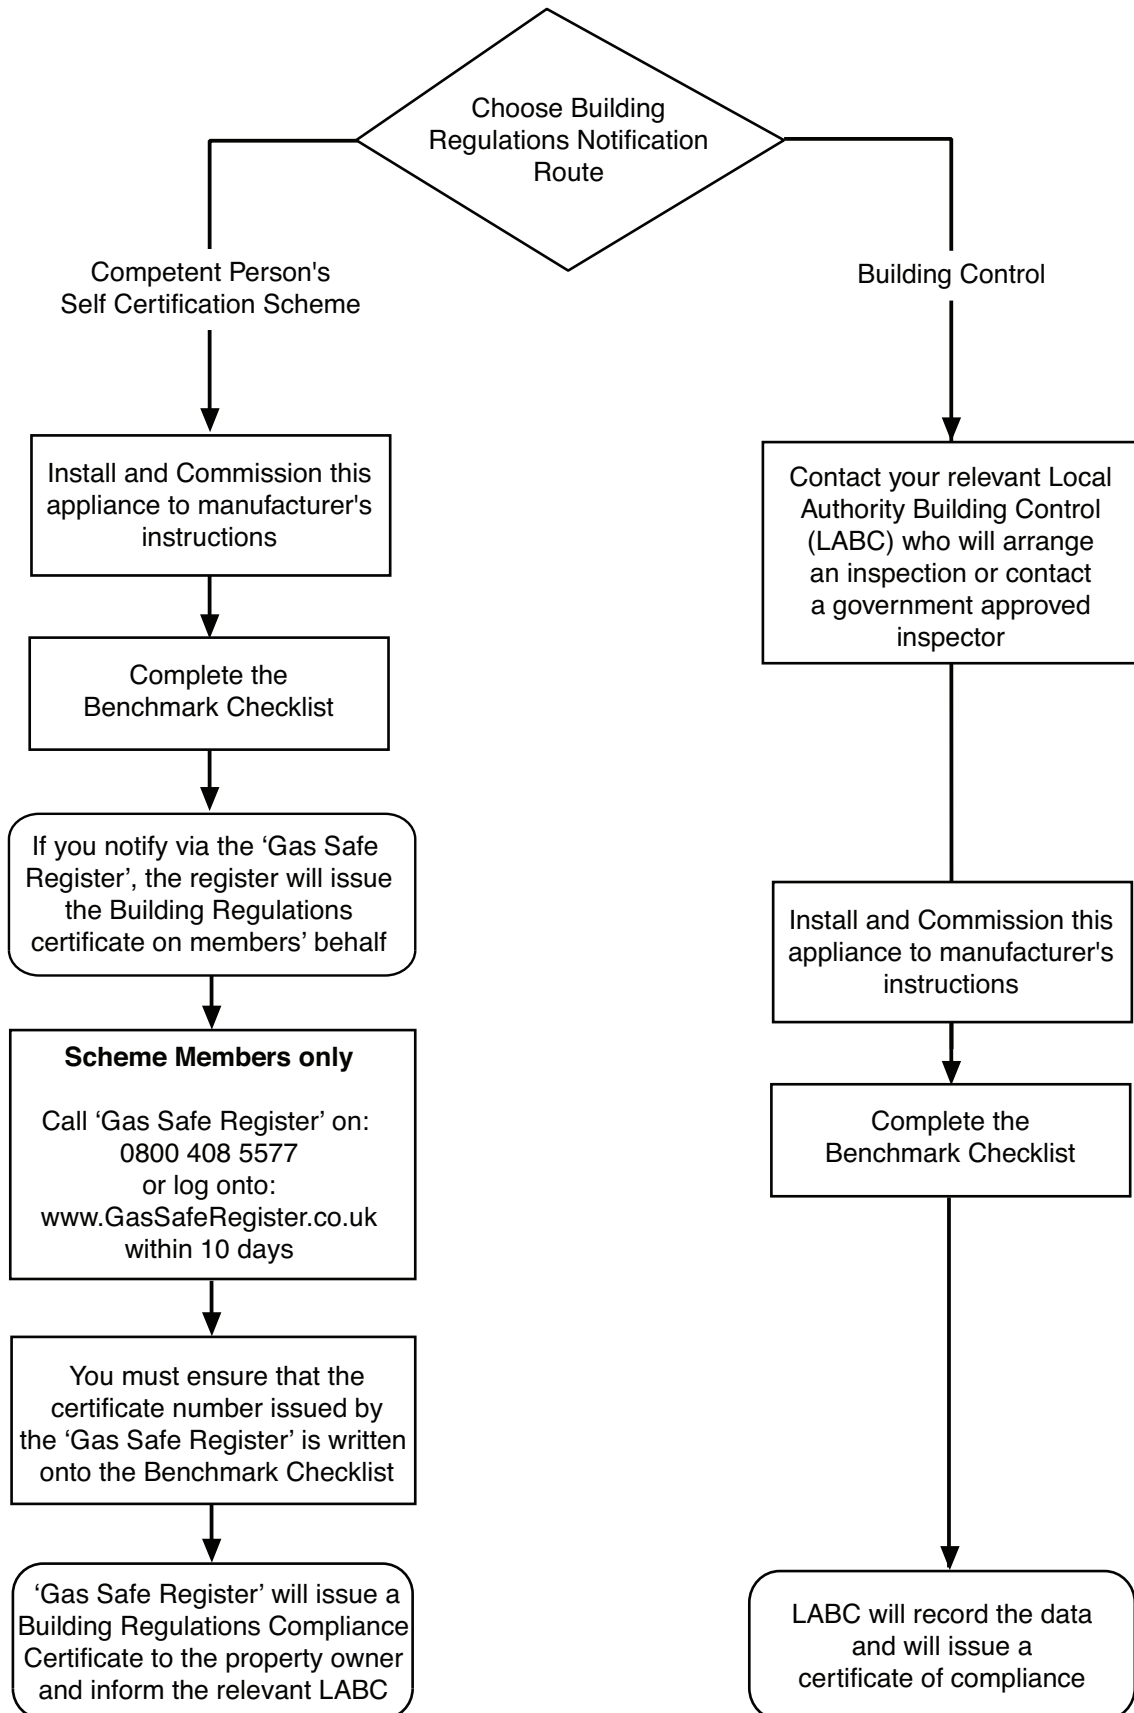 Choose Building
Regulations Notification
Route
Competent Person's
Self Certification Scheme
Building Control
Install and Commission this
appliance to manufacturer's
instructions
Complete the
Benchmark Checklist
If you notify via the ‘Gas Safe
Register’, the register will issue
the Building Regulations
certificate on members’ behalf
Scheme Members only
Call ‘Gas Safe Register’ on:
0800 408 5577
or log onto:
www.GasSafeRegister.co.uk
within 10 days
You must ensure that the
certificate number issued by
the ‘Gas Safe Register’ is written
onto the Benchmark Checklist
‘Gas Safe Register’ will issue a
Building Regulations Compliance
Certificate to the property owner
and inform the relevant LABC
Contact your relevant Local
Authority Building Control
(LABC) who will arrange
an inspection or contact
a government approved
inspector
Install and Commission this
appliance to manufacturer's
instructions
Complete the
Benchmark Checklist
LABC will record the data
and will issue a
certificate of compliance